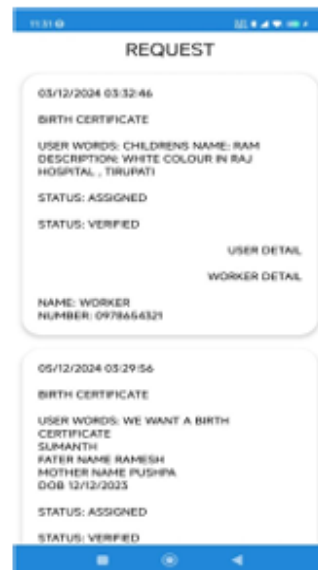 11:31
REQUEST
03/12/2024 03:32:46
BIRTH CERTIFICATE
USER WORDS: CHILDRENS NAME: RAM
DESCRIPTION: WHITE COLOUR IN RAJ
HOSPITAL , TIRUPATI
STATUS: ASSIGNED
STATUS: VERIFIED
USER DETAIL
WORKER DETAIL
NAME: WORKER
NUMBER: 0978654321
05/12/2024 03:29:56
BIRTH CERTIFICATE
USER WORDS: WE WANT A BIRTH
CERTIFICATE
SUMANTH
FATER NAME RAMESH
MOTHER NAME PUSHPA
DOB 12/12/2023
STATUS: ASSIGNED
STATUS: VERIFIED